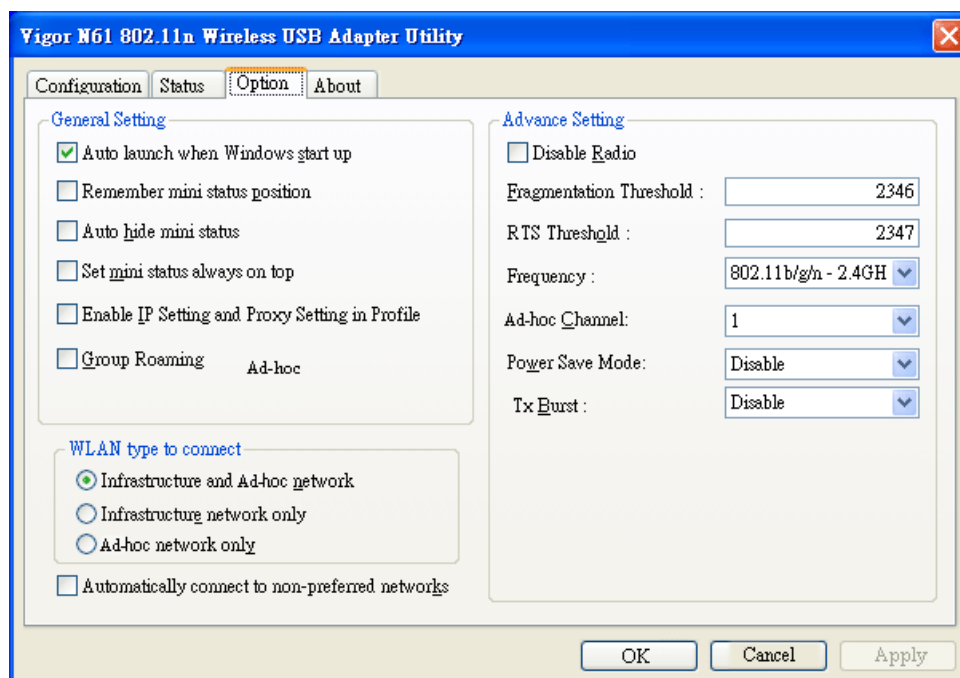 Vigor N61 802.11n Wireless USB Adapter Utility
Configuration Status Option About
General Setting
Auto launch when Windows start up
Remember mini status position
Auto hide mini status
Set mini status always on top
Enable IP Setting and Proxy Setting in Profile
Group Roaming Ad-hoc
WLAN type to connect
Infrastructure and Ad-hoc network
Infrastructure network only
Ad-hoc network only
Automatically connect to non-preferred networks
Advance Setting
Disable Radio
Fragmentation Threshold : 2346
RTS Threshold : 2347
Frequency : 802.11b/g/n - 2.4GH
Ad-hoc Channel: 1
Power Save Mode: Disable
Tx Burst : Disable
OK Cancel Apply